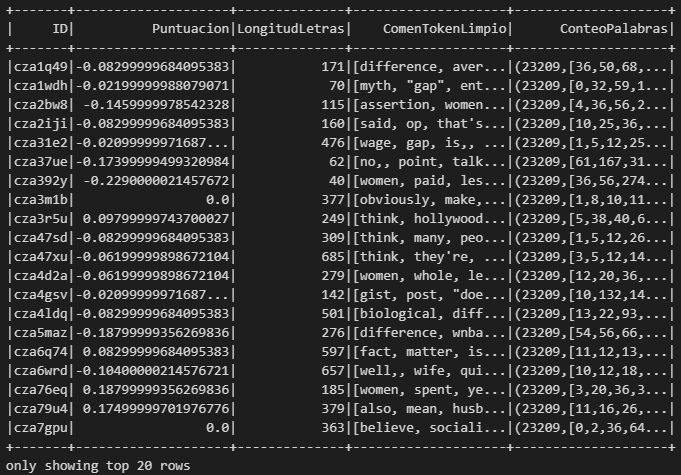 +-------+--------------------+--------------+--------------------+--------------------+
|     ID|          Puntuacion|LongitudLetras|    ComenTokenLimpio|      ConteoPalabras|
+-------+--------------------+--------------+--------------------+--------------------+
|cza1q49|-0.08299999684095383|           171|[difference, aver...|(23209,[36,50,68,...|
|cza1wdh|-0.02199999988079071|            70|[myth, "gap", ent...|(23209,[0,32,59,1...|
|cza2bw8| -0.1459999978542328|           115|[assertion, women...|(23209,[4,36,56,2...|
|cza2iji|-0.08299999684095383|           160|[said, op, that's...|(23209,[10,25,36,...|
|cza31e2|-0.02099999971687...|           476|[wage, gap, is,, ...|(23209,[1,5,12,25...|
|cza37ue|-0.17399999499320984|            62|[no,, point, talk...|(23209,[61,167,31...|
|cza392y| -0.2290000021457672|            40|[women, paid, les...|(23209,[36,56,274...|
|cza3m1b|                 0.0|           377|[obviously, make,...|(23209,[1,8,10,11...|
|cza3r5u| 0.09799999743700027|           249|[think, hollywood...|(23209,[5,38,40,6...|
|cza47sd|-0.08299999684095383|           309|[think, many, peo...|(23209,[1,5,12,26...|
|cza47xu|-0.06199999898672104|           685|[think, they're, ...|(23209,[3,5,12,14...|
|cza4d2a|-0.06199999898672104|           279|[women, whole, le...|(23209,[12,20,36,...|
|cza4gsv|-0.02099999971687...|           142|[gist, post, "doe...|(23209,[10,132,14...|
|cza4ldq|-0.08299999684095383|           501|[biological, diff...|(23209,[13,22,93,...|
|cza5maz|-0.18799999356269836|           276|[difference, wnba...|(23209,[54,56,66,...|
|cza6q74| 0.08299999684095383|           597|[fact, matter, is...|(23209,[11,12,13,...|
|cza6wrd|-0.10400000214576721|           657|[well,, wife, qui...|(23209,[10,12,18,...|
|cza76eq| 0.18799999356269836|           185|[women, spent, ye...|(23209,[3,20,36,3...|
|cza79u4| 0.17499999701976776|           379|[also, mean, husb...|(23209,[11,16,26,...|
|cza7gpu|                 0.0|           363|[believe, sociali...|(23209,[0,2,36,64...|
+-------+--------------------+--------------+--------------------+--------------------+
only showing top 20 rows